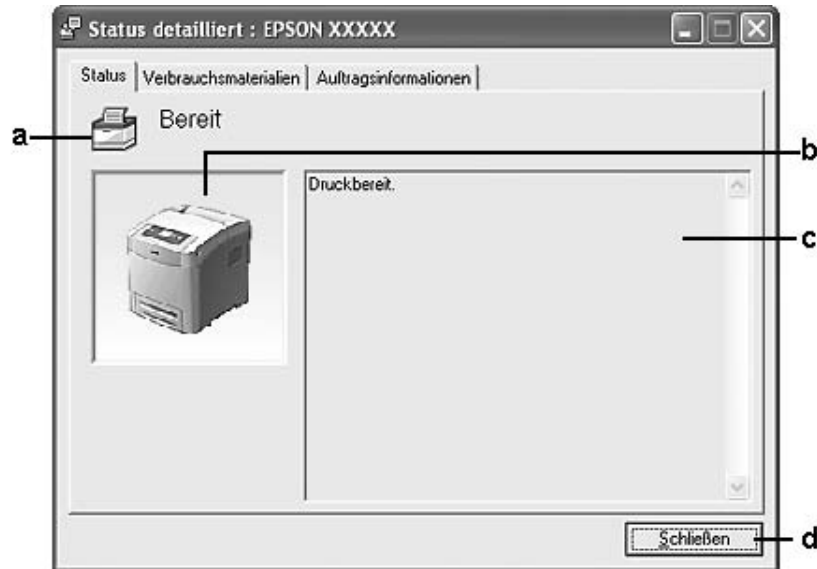 Status detailliert : EPSON XXXXX
Status Verbrauchsmaterialien Auftragsinformationen
a
Bereit
b
Druckbereit.
c
Schließen
d